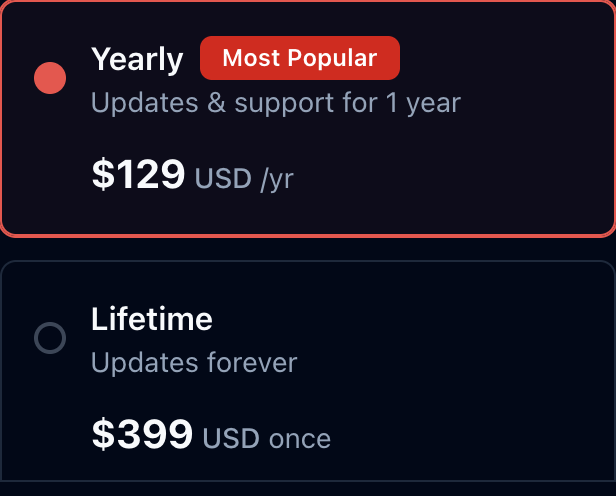 Yearly Most Popular
Updates & support for 1 year
$129 USD /yr
Lifetime
Updates forever
$399 USD once